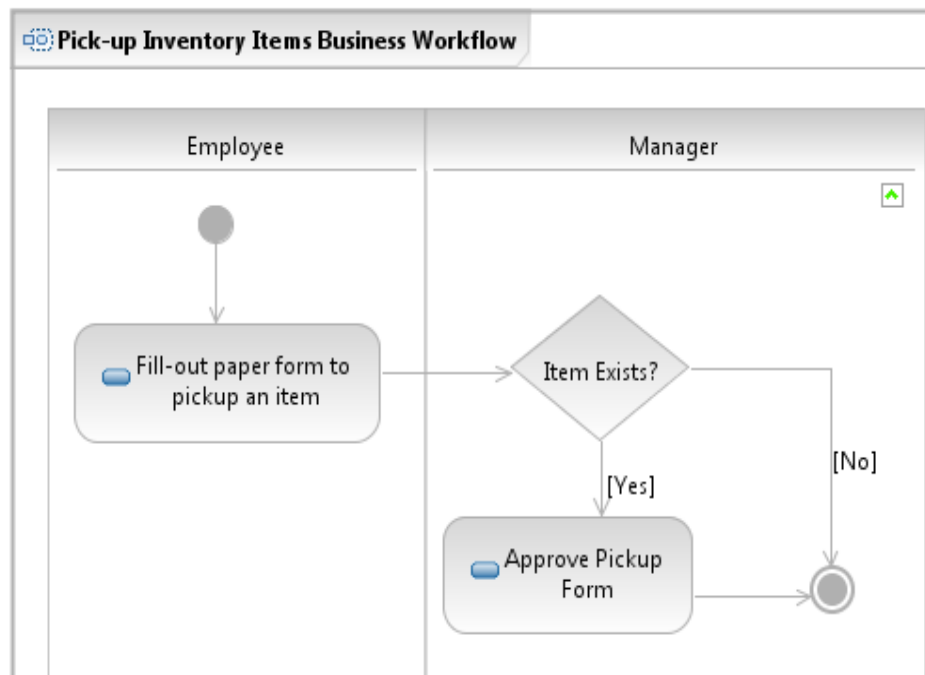 Pick-up Inventory Items Business Workflow
Employee
Manager
Fill-out paper form to
pickup an item
Item Exists?
[No]
[Yes]
Approve Pickup
Form